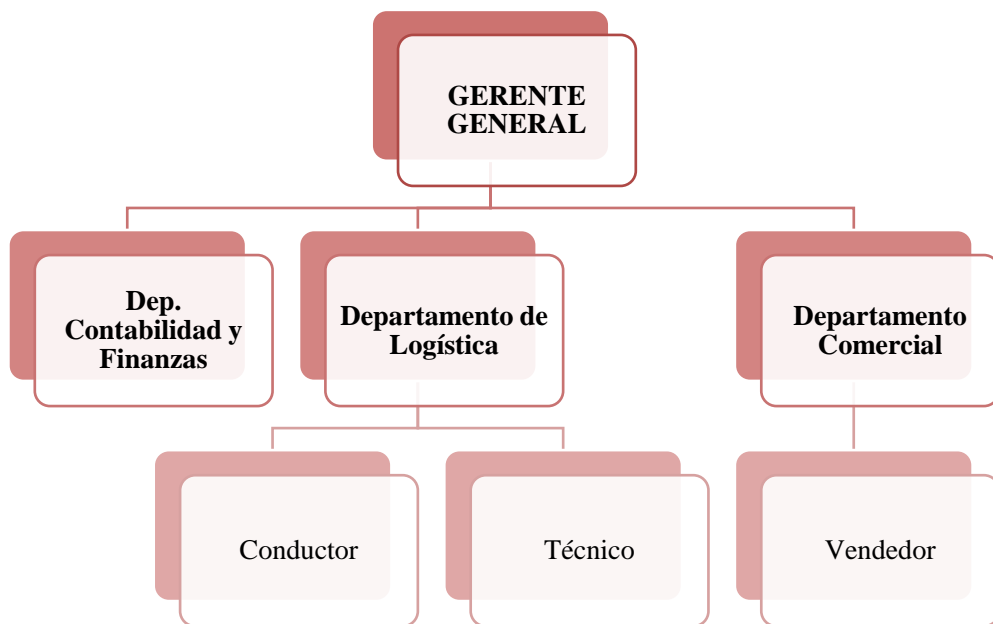 GERENTE
GENERAL
Dep.
Contabilidad y
Finanzas
Departamento de
Logística
Departamento
Comercial
Conductor
Técnico
Vendedor